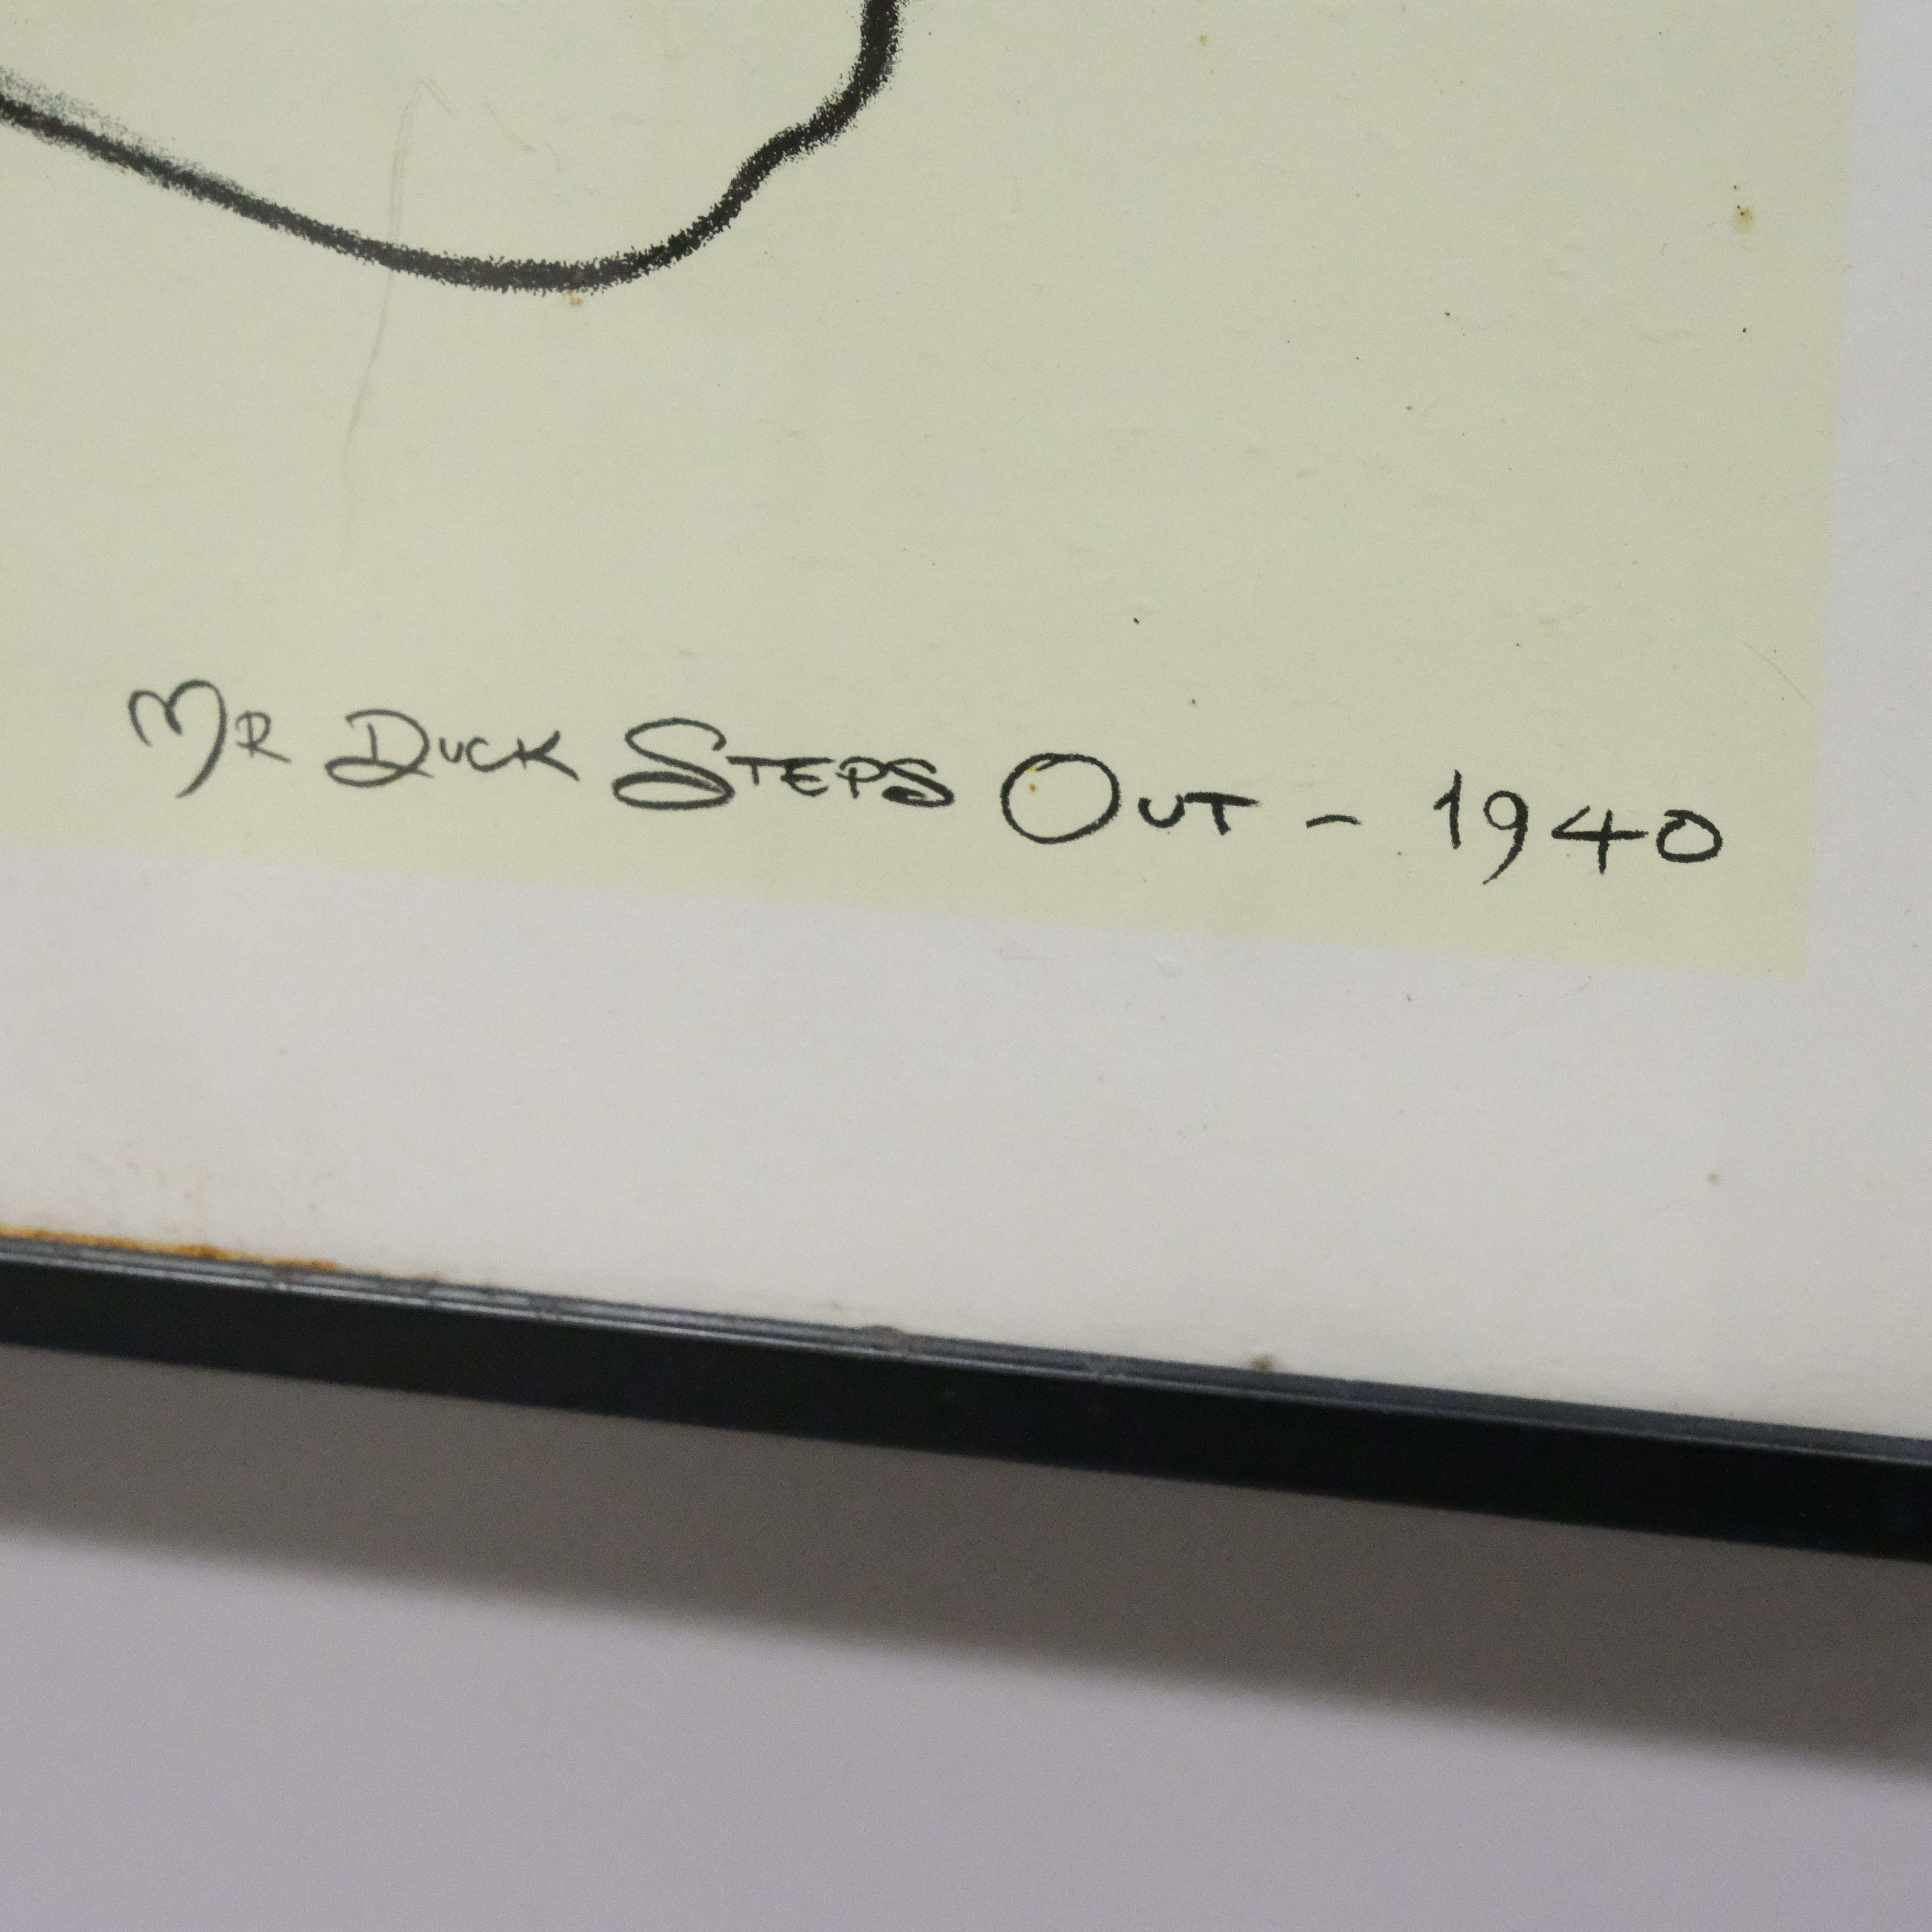 MR DUCK STEPS OUT - 1940